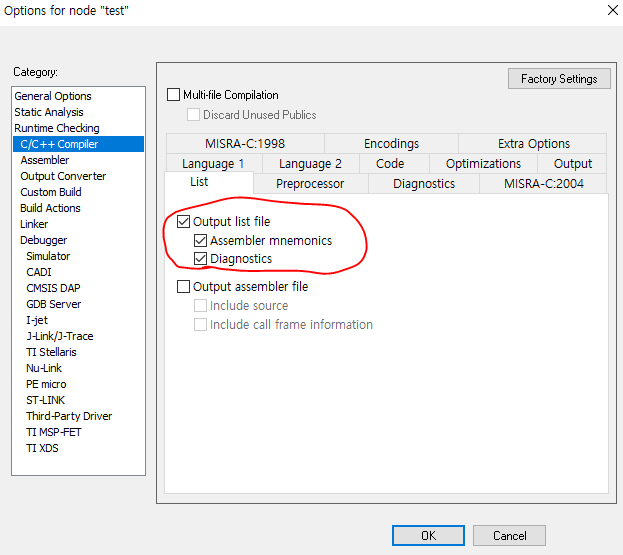 Options for node "test"
Category:
General Options
Static Analysis
Runtime Checking
C/C++ Compiler
Assembler
Output Converter
Custom Build
Build Actions
Linker
Debugger
Simulator
CADI
CMSIS DAP
GDB Server
I-jet
J-Link/J-Trace
TI Stellaris
Nu-Link
PE micro
ST-LINK
Third-Party Driver
TI MSP-FET
TI XDS
Factory Settings
Multi-file Compilation
Discard Unused Publics
MISRA-C:1998 Encodings Extra Options
Language 1 Language 2 Code Optimizations Output
List Preprocessor Diagnostics MISRA-C:2004
Output list file
Assembler mnemonics
Diagnostics
Output assembler file
Include source
Include call frame information
OK Cancel